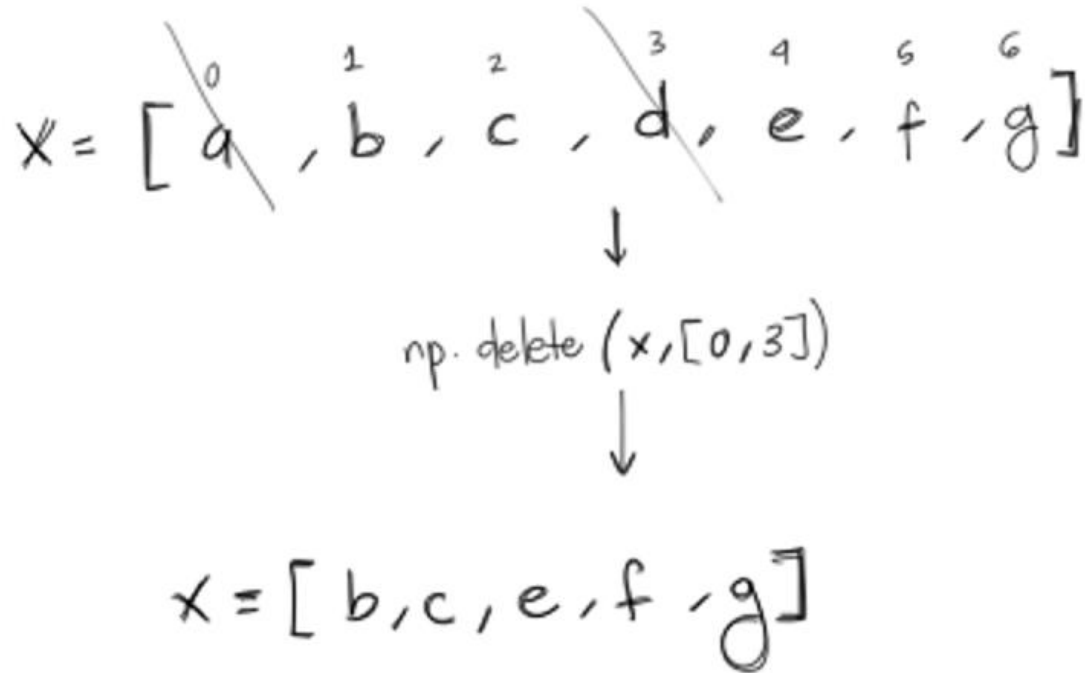 0 1 2 3 4 5 6
x = [ a , b , c , d , e , f , g ]
np.delete (x,[0,3])
x = [ b, c, e, f, g ]